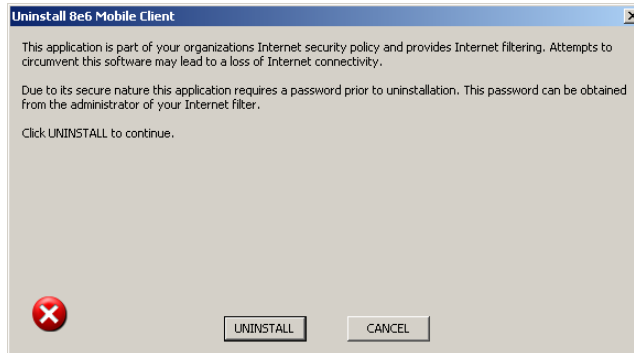 Uninstall 8e6 Mobile Client
This application is part of your organizations Internet security policy and provides Internet filtering. Attempts to
circumvent this software may lead to a loss of Internet connectivity.
Due to its secure nature this application requires a password prior to uninstallation. This password can be obtained
from the administrator of your Internet filter.
Click UNINSTALL to continue.
UNINSTALL CANCEL